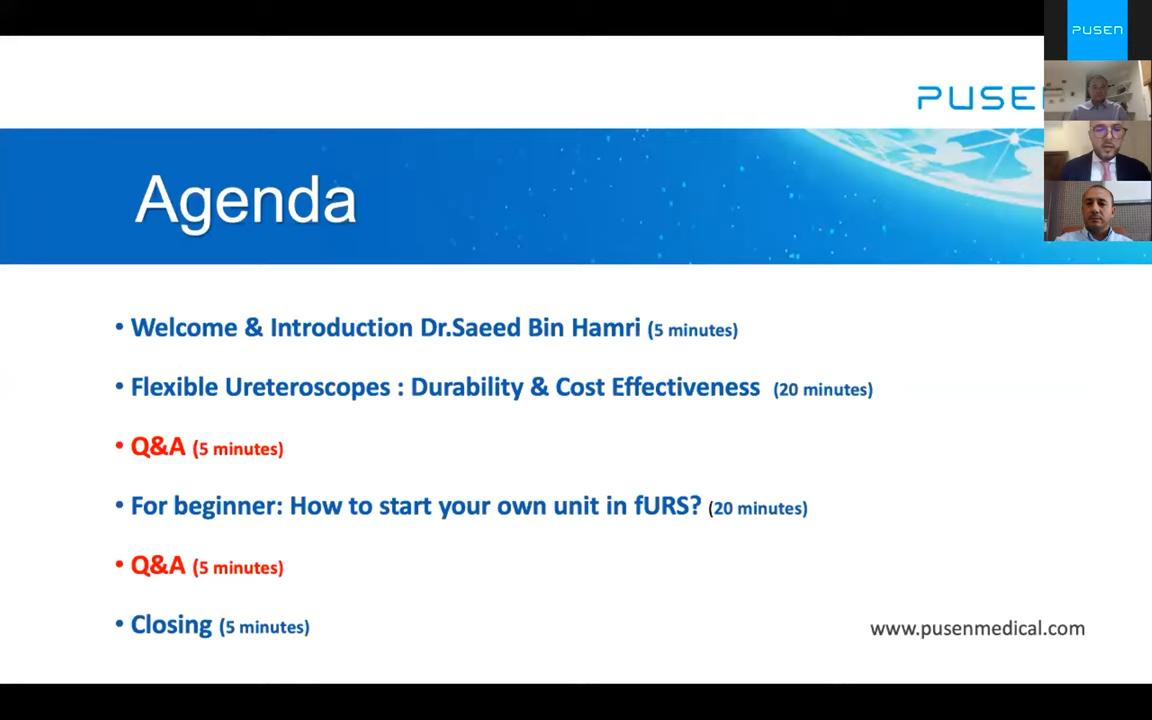 PUSEN
PUSE
Agenda
• Welcome & Introduction Dr.Saeed Bin Hamri (5 minutes)
• Flexible Ureteroscopes : Durability & Cost Effectiveness (20 minutes)
• Q&A (5 minutes)
• For beginner: How to start your own unit in fURS? (20 minutes)
• Q&A (5 minutes)
• Closing (5 minutes)
www.pusenmedical.com